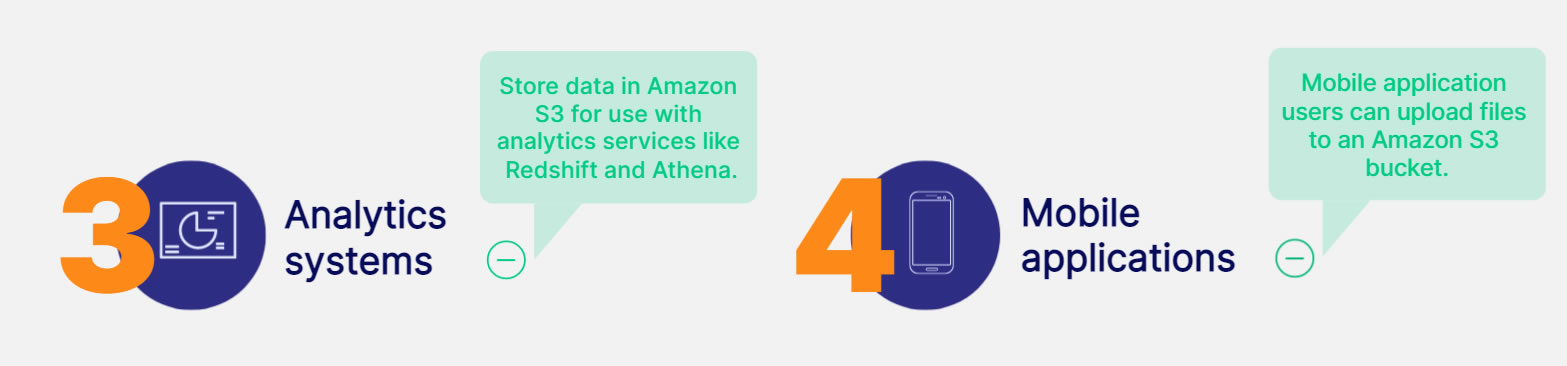 3
Analytics
systems
Store data in Amazon
S3 for use with
analytics services like
Redshift and Athena.
4
Mobile
applications
Mobile application
users can upload files
to an Amazon S3
bucket.